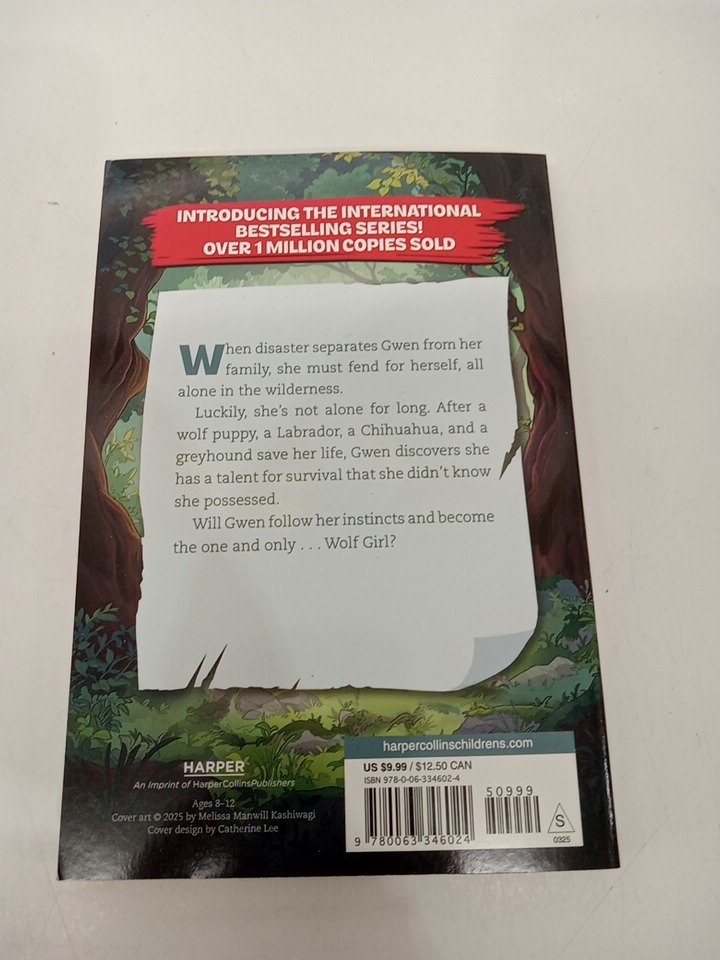 INTRODUCING THE INTERNATIONAL
BESTSELLING SERIES!
OVER 1 MILLION COPIES SOLD
When disaster separates Gwen from her
family, she must fend for herself, all
alone in the wilderness.
Luckily, she's not alone for long. After a
wolf puppy, a Labrador, a Chihuahua, and a
greyhound save her life, Gwen discovers she
has a talent for survival that she didn't know
she possessed.
Will Gwen follow her instincts and become
the one and only . . . Wolf Girl?
HARPER
An Imprint of HarperCollinsPublishers
Ages 8–12
Cover art © 2025 by Melissa Manwill Kashiwagi
Cover design by Catherine Lee
harpercollinschildrens.com
US $9.99 / $12.50 CAN
ISBN 978-0-06-334602-4
50999
9 780063 346024
S
0325